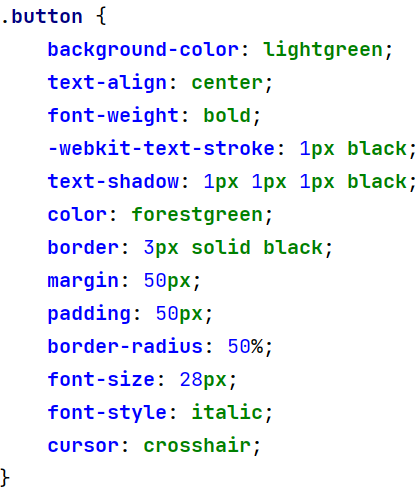 .button {
    background-color: lightgreen;
    text-align: center;
    font-weight: bold;
    -webkit-text-stroke: 1px black;
    text-shadow: 1px 1px 1px black;
    color: forestgreen;
    border: 3px solid black;
    margin: 50px;
    padding: 50px;
    border-radius: 50%;
    font-size: 28px;
    font-style: italic;
    cursor: crosshair;
}